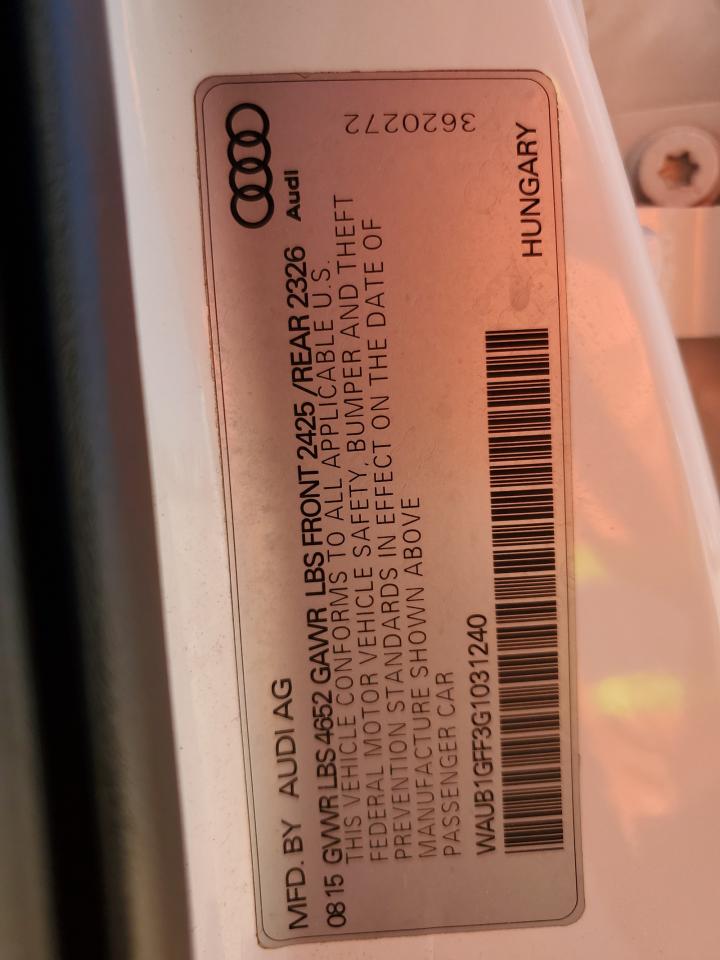 MFD. BY AUDI AG
Audi
08 15 GVWR LBS 4652 GAWR LBS FRONT 2425 /REAR 2326
THIS VEHICLE CONFORMS TO ALL APPLICABLE U.S.
FEDERAL MOTOR VEHICLE SAFETY, BUMPER AND THEFT
PREVENTION STANDARDS IN EFFECT ON THE DATE OF
MANUFACTURE SHOWN ABOVE
3620272
PASSENGER CAR
WAUB1GFF3G1031240
HUNGARY